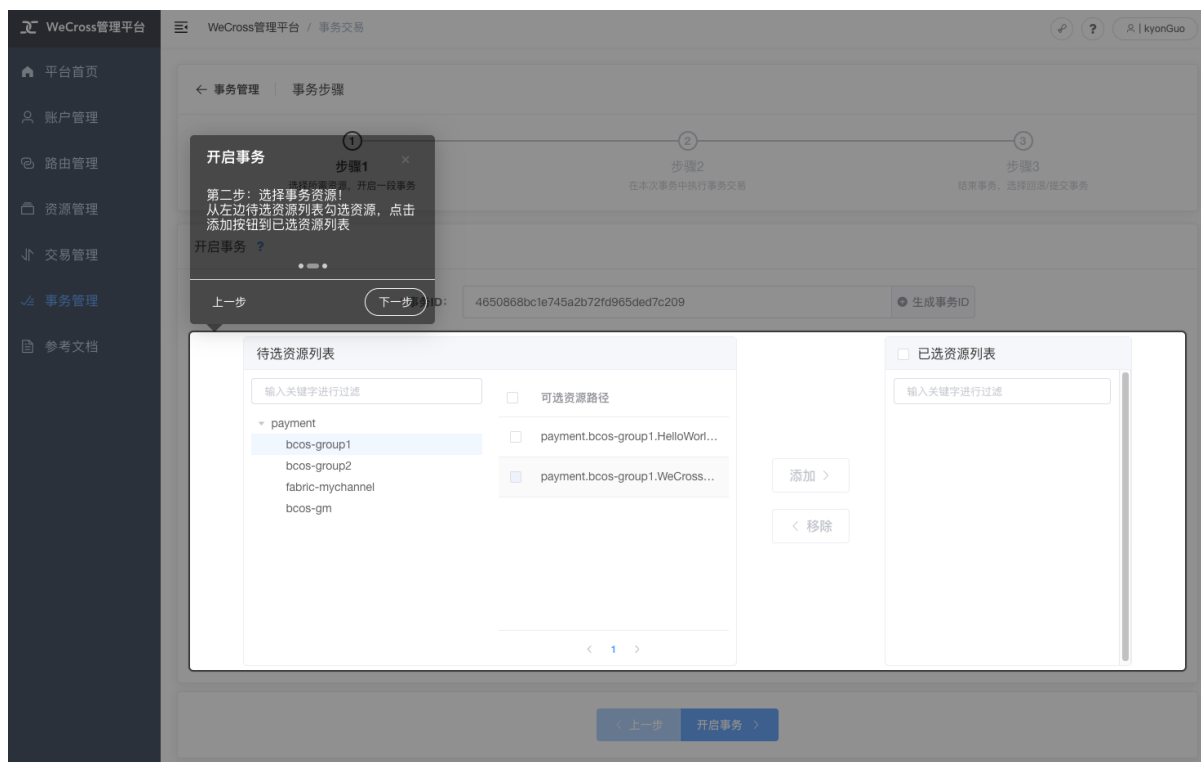 WeCross管理平台
WeCross管理平台 / 事务交易
?
kyonGuo
平台首页
账户管理
路由管理
资源管理
交易管理
事务管理
参考文档
← 事务管理
事务步骤
1
步骤1
选择所需资源，开启一段事务
2
步骤2
在本次事务中执行事务交易
3
步骤3
结束事务，选择回滚/提交事务
开启事务
×
第二步：选择事务资源！
从左边待选资源列表勾选资源，点击
添加按钮到已选资源列表
上一步
下一步
开启事务 ?
ID：
4650868bc1e745a2b72fd965ded7c209
生成事务ID
待选资源列表
输入关键字进行过滤
payment
bcos-group1
bcos-group2
fabric-mychannel
bcos-gm
可选资源路径
payment.bcos-group1.HelloWorl...
payment.bcos-group1.WeCross...
< 1 >
添加 >
< 移除
已选资源列表
输入关键字进行过滤
< 上一步
开启事务 >